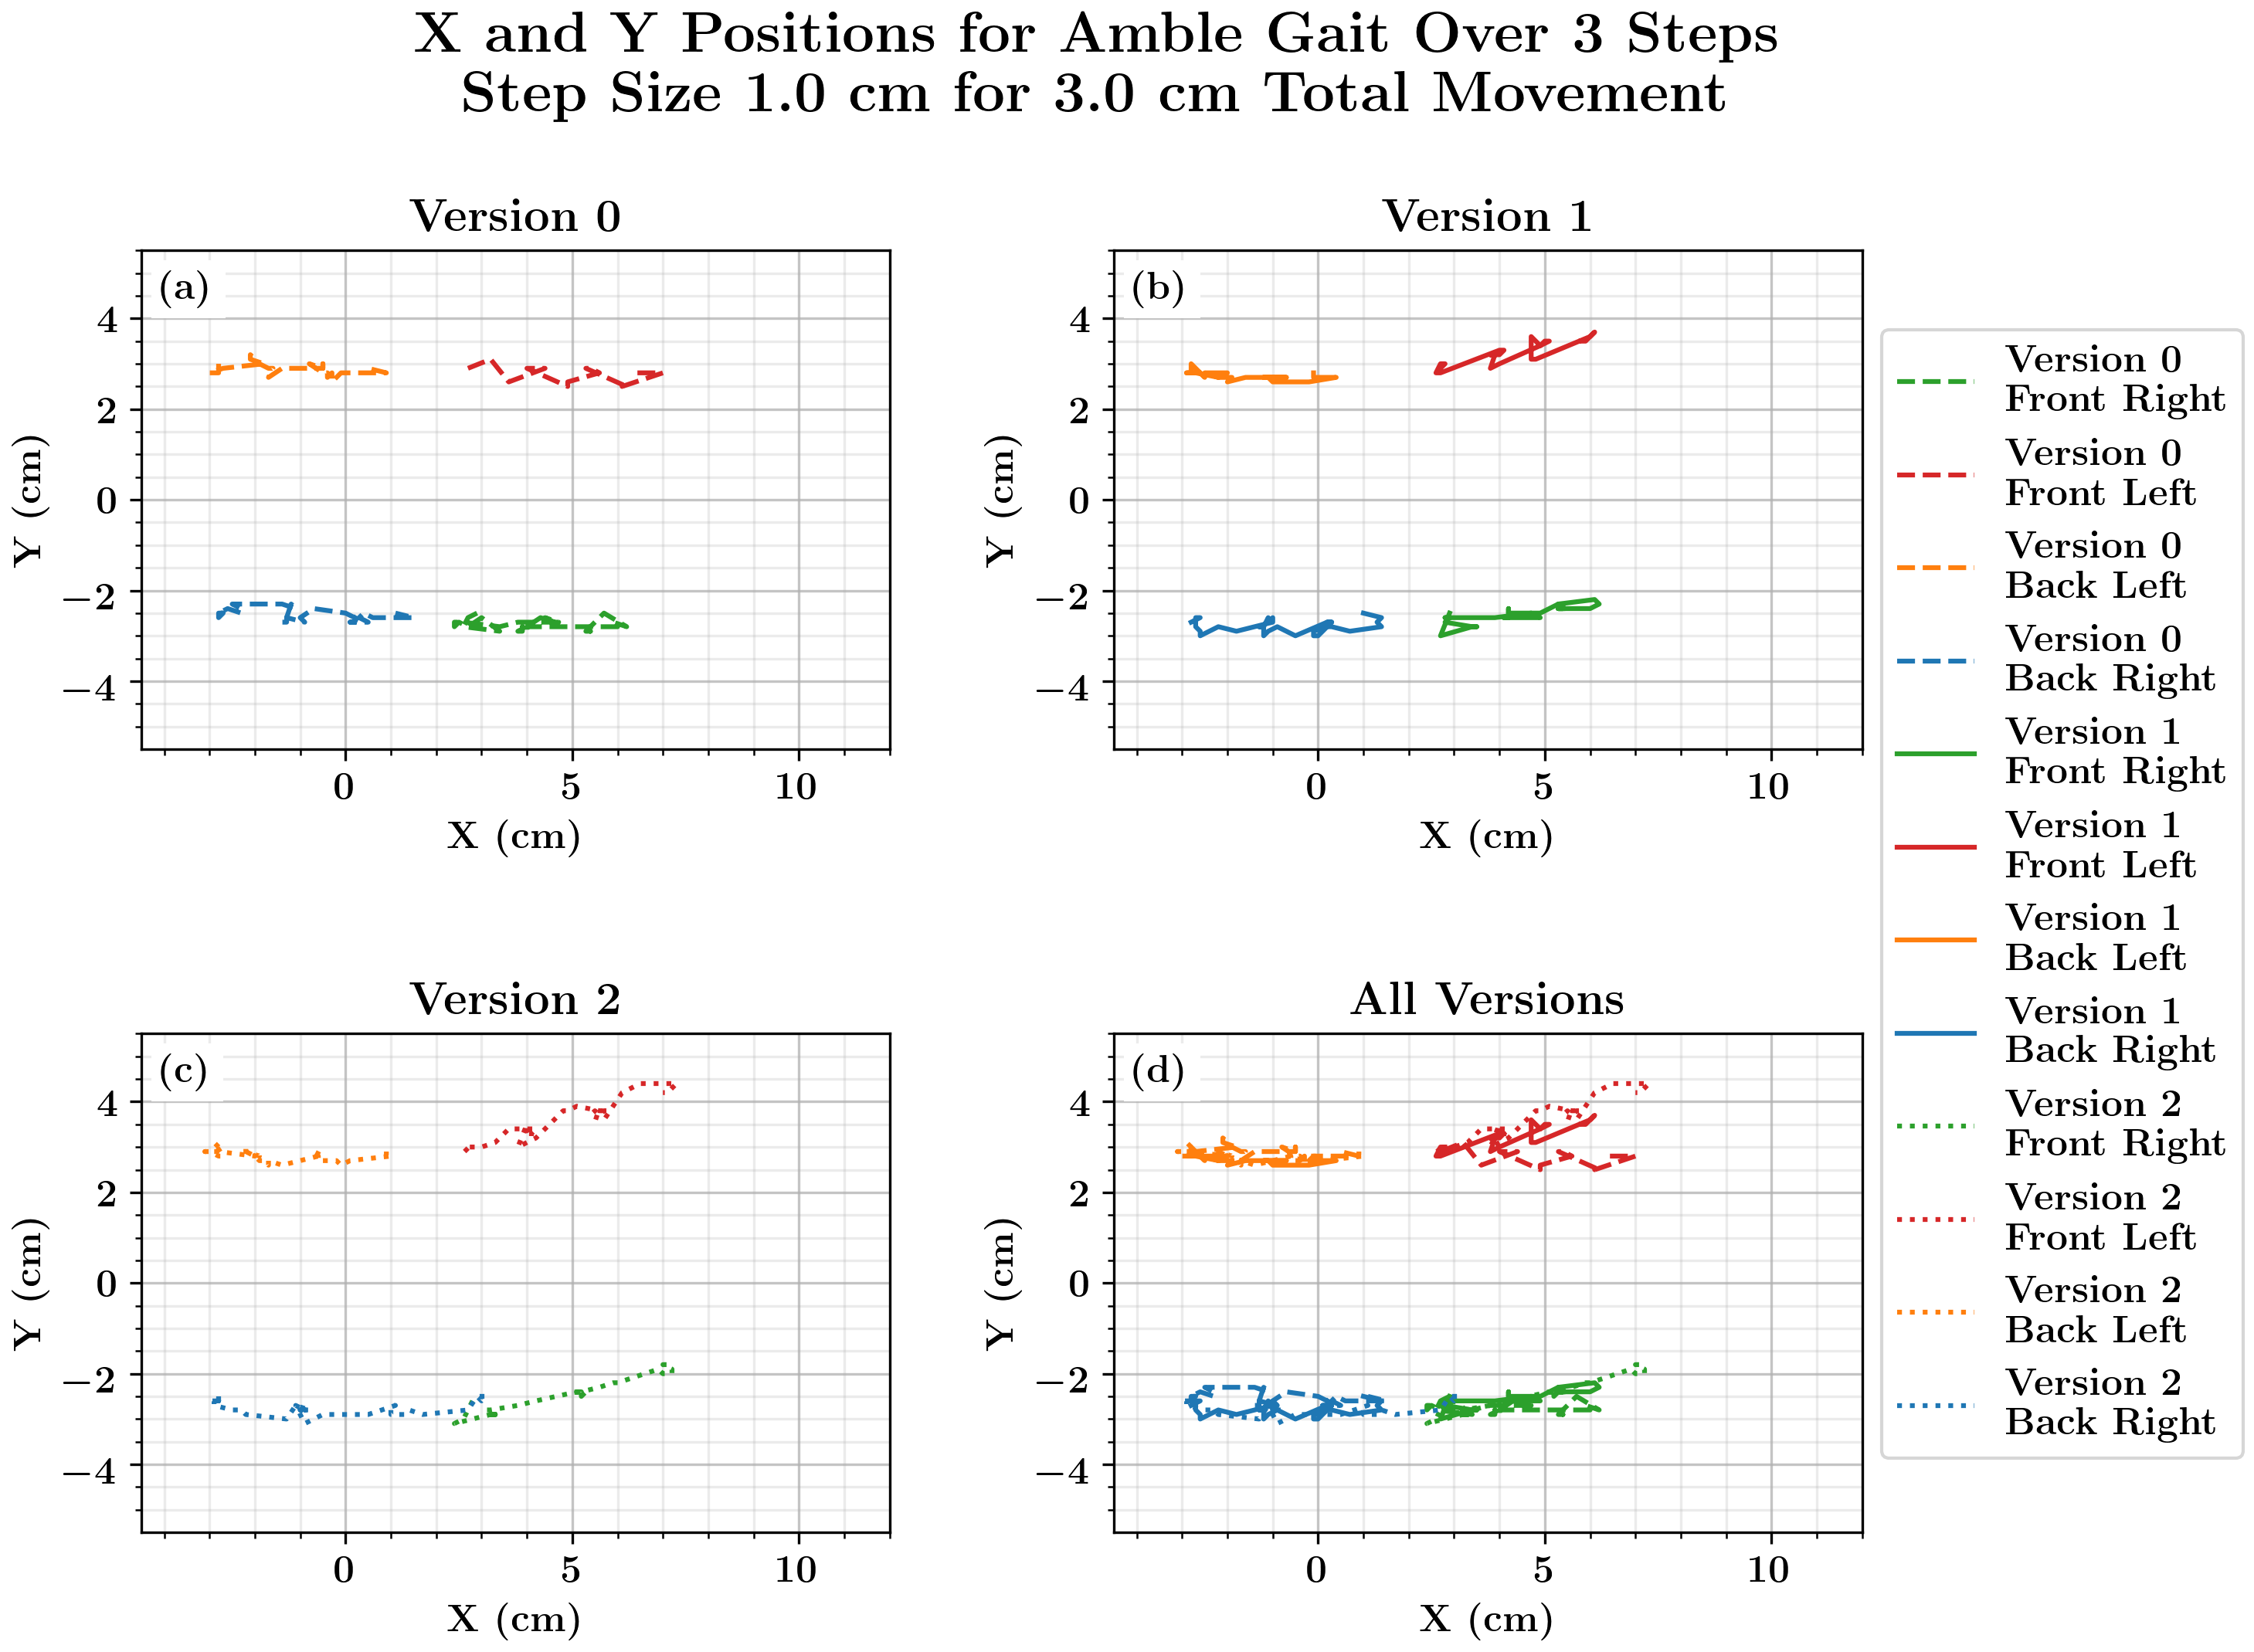 X and Y Positions for Amble Gait Over 3 Steps
Step Size 1.0 cm for 3.0 cm Total Movement
Version 0
(a)
4
2
0
−2
−4
Y (cm)
0 5 10
X (cm)
Version 1
(b)
4
2
0
−2
−4
Y (cm)
0 5 10
X (cm)
Version 2
(c)
4
2
0
−2
−4
Y (cm)
0 5 10
X (cm)
All Versions
(d)
4
2
0
−2
−4
Y (cm)
0 5 10
X (cm)
Version 0
Front Right
Version 0
Front Left
Version 0
Back Left
Version 0
Back Right
Version 1
Front Right
Version 1
Front Left
Version 1
Back Left
Version 1
Back Right
Version 2
Front Right
Version 2
Front Left
Version 2
Back Left
Version 2
Back Right